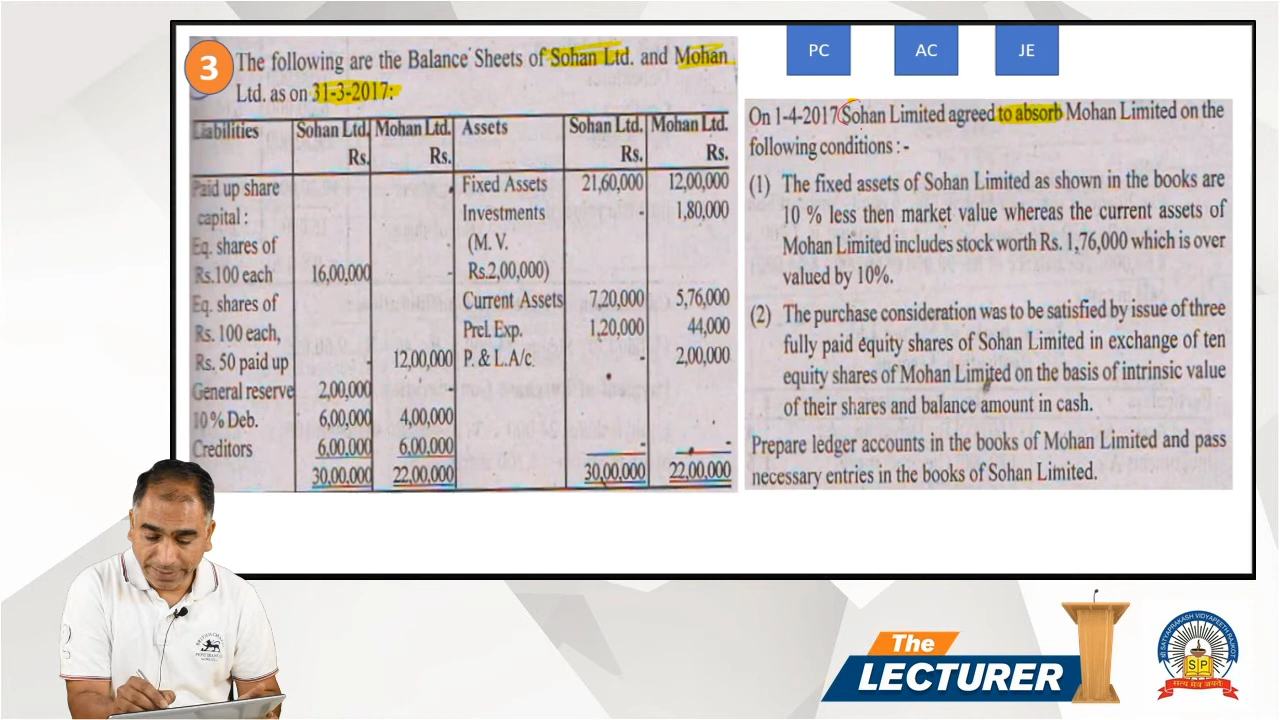 3
The following are the Balance Sheets of Sohan Ltd. and Mohan
Ltd. as on 31-3-2017:
Liabilities Sohan Ltd. Mohan Ltd. Assets Sohan Ltd. Mohan Ltd.
Rs. Rs. Rs. Rs.
Paid up share Fixed Assets 21,60,000 12,00,000
capital : Investments - 1,80,000
Eq. shares of - (M. V.
Rs.100 each 16,00,000 - Rs.2,00,000)
Eq. shares of Current Assets 7,20,000 5,76,000
Rs. 100 each, Prel. Exp. 1,20,000 44,000
Rs. 50 paid up - 12,00,000 P. & L.A/c. 2,00,000
General reserve 2,00,000 -
10% Deb. 6,00,000 4,00,000
Creditors 6,00,000 6,00,000 - -
30,00,000 22,00,000 30,00,000 22,00,000
PC AC JE
On 1-4-2017 Sohan Limited agreed to absorb Mohan Limited on the
following conditions : -
(1) The fixed assets of Sohan Limited as shown in the books are
10 % less then market value whereas the current assets of
Mohan Limited includes stock worth Rs. 1,76,000 which is over
valued by 10%.
(2) The purchase consideration was to be satisfied by issue of three
fully paid equity shares of Sohan Limited in exchange of ten
equity shares of Mohan Limited on the basis of intrinsic value
of their shares and balance amount in cash.
Prepare ledger accounts in the books of Mohan Limited and pass
necessary entries in the books of Sohan Limited.
The
LECTURER
SATYAPRAKASH VIDYAPEETH RAJKOT
SP
सत्यं मेव जयते